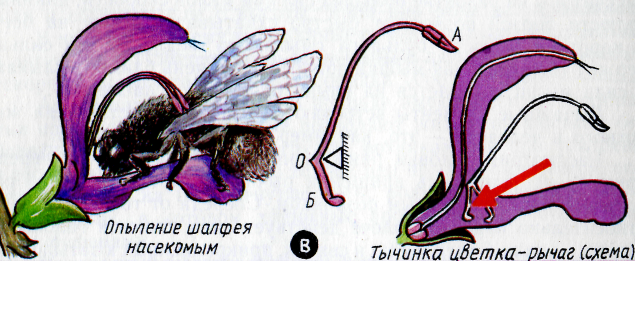 А
О
Б
Опыление шалфея
насекомым
В
Тычинка цветка-рычаг (схема)